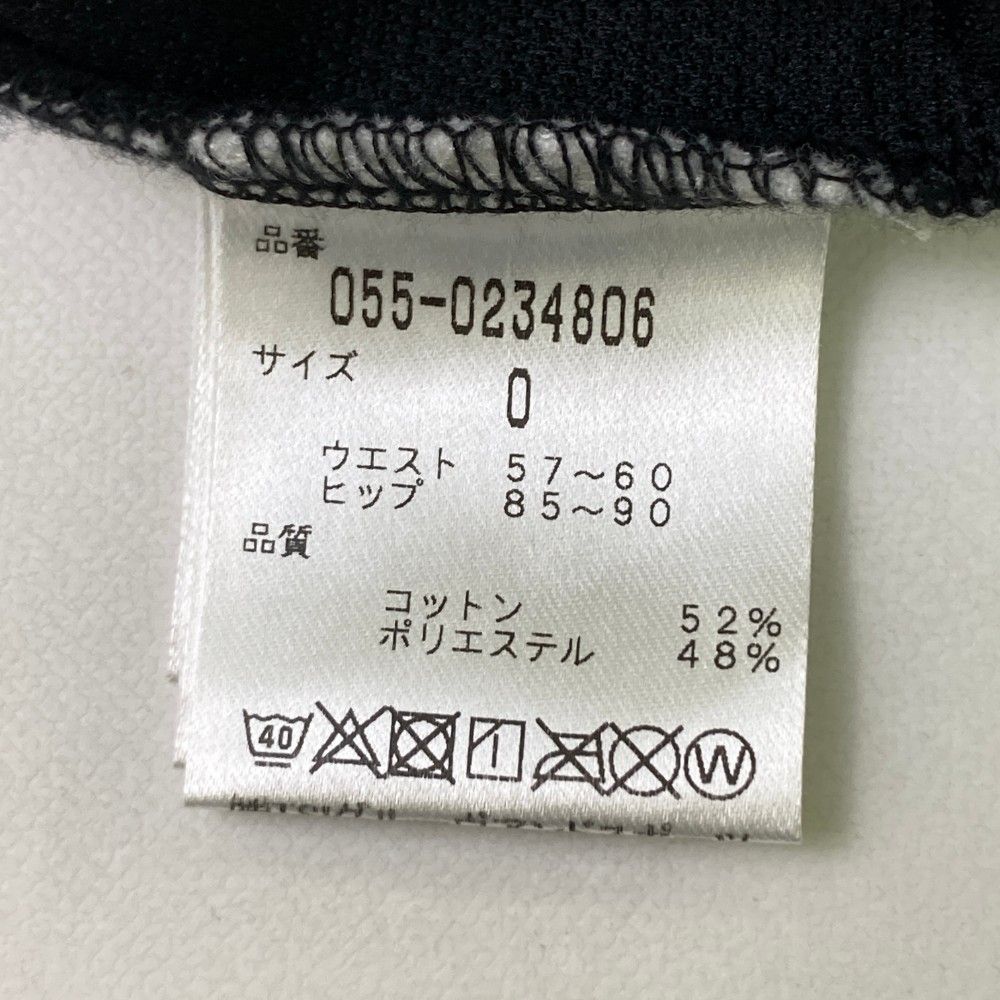 品番
055-0234806
サイズ
0
ウエスト 57～60
ヒップ 85～90
品質
コットン 52%
ポリエステル 48%
40
W